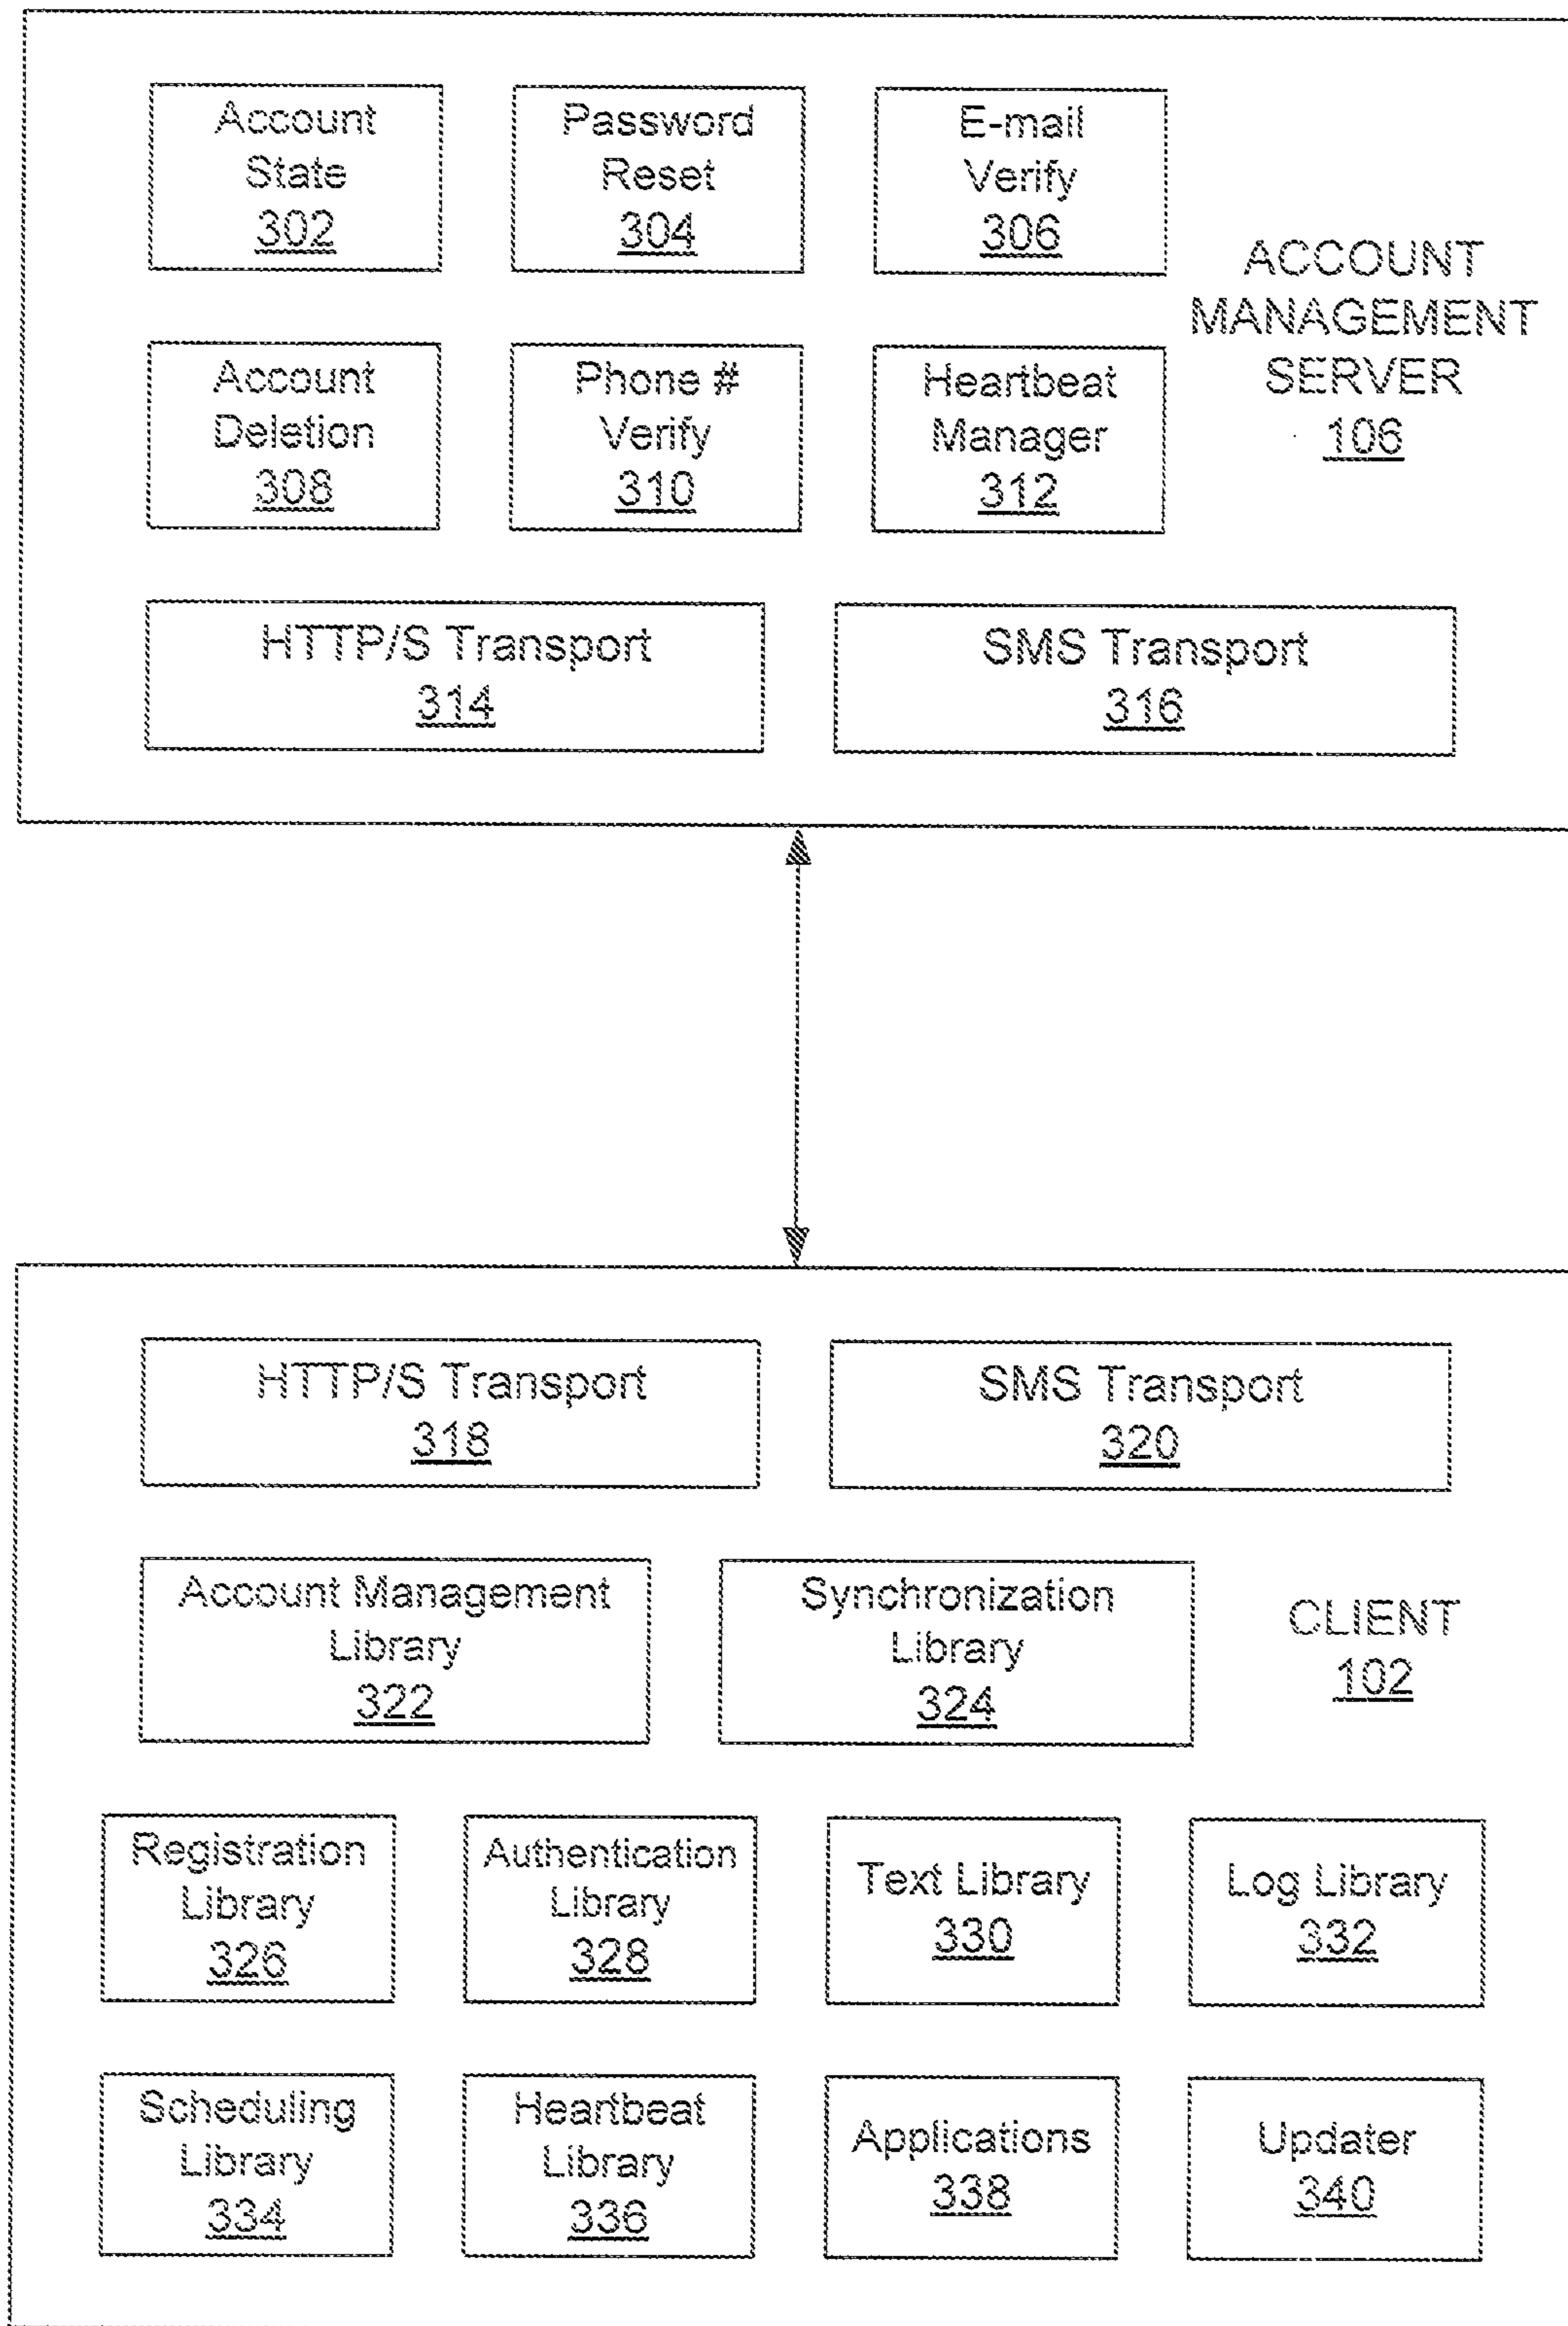 Account
State
302
Password
Reset
304
E-mail
Verify
306
ACCOUNT
MANAGEMENT
SERVER
106
Account
Deletion
308
Phone #
Verify
310
Heartbeat
Manager
312
HTTP/S Transport
314
SMS Transport
316
HTTP/S Transport
318
SMS Transport
320
Account Management
Library
322
Synchronization
Library
324
CLIENT
102
Registration
Library
326
Authentication
Library
328
Text Library
330
Log Library
332
Scheduling
Library
334
Heartbeat
Library
336
Applications
338
Updater
340